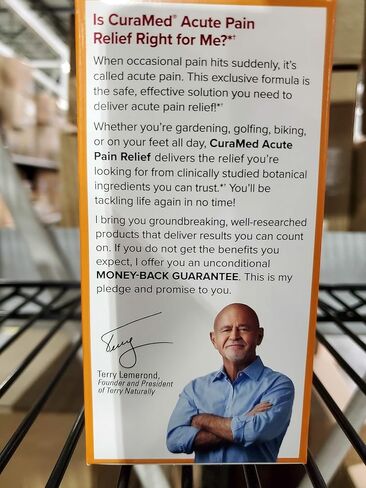 Is CuraMed® Acute Pain
Relief Right for Me?*†
When occasional pain hits suddenly, it's
called acute pain. This exclusive formula is
the safe, effective solution you need to
deliver acute pain relief!*†
Whether you're gardening, golfing, biking,
or on your feet all day, CuraMed Acute
Pain Relief delivers the relief you're
looking for from clinically studied botanical
ingredients you can trust.*† You'll be
tackling life again in no time!
I bring you groundbreaking, well-researched
products that deliver results you can count
on. If you do not get the benefits you
expect, I offer you an unconditional
MONEY-BACK GUARANTEE. This is my
pledge and promise to you.
Terry
Terry Lemerond,
Founder and President
of Terry Naturally